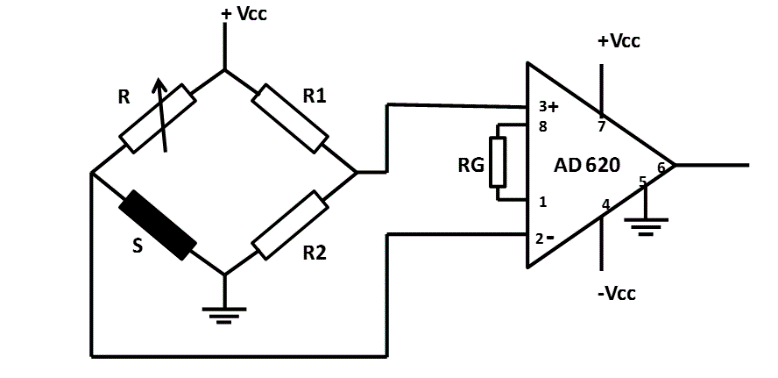 + Vcc
R
R1
S
R2
+Vcc
3+
8
7
RG
AD 620
6
5
1
4
2-
-Vcc